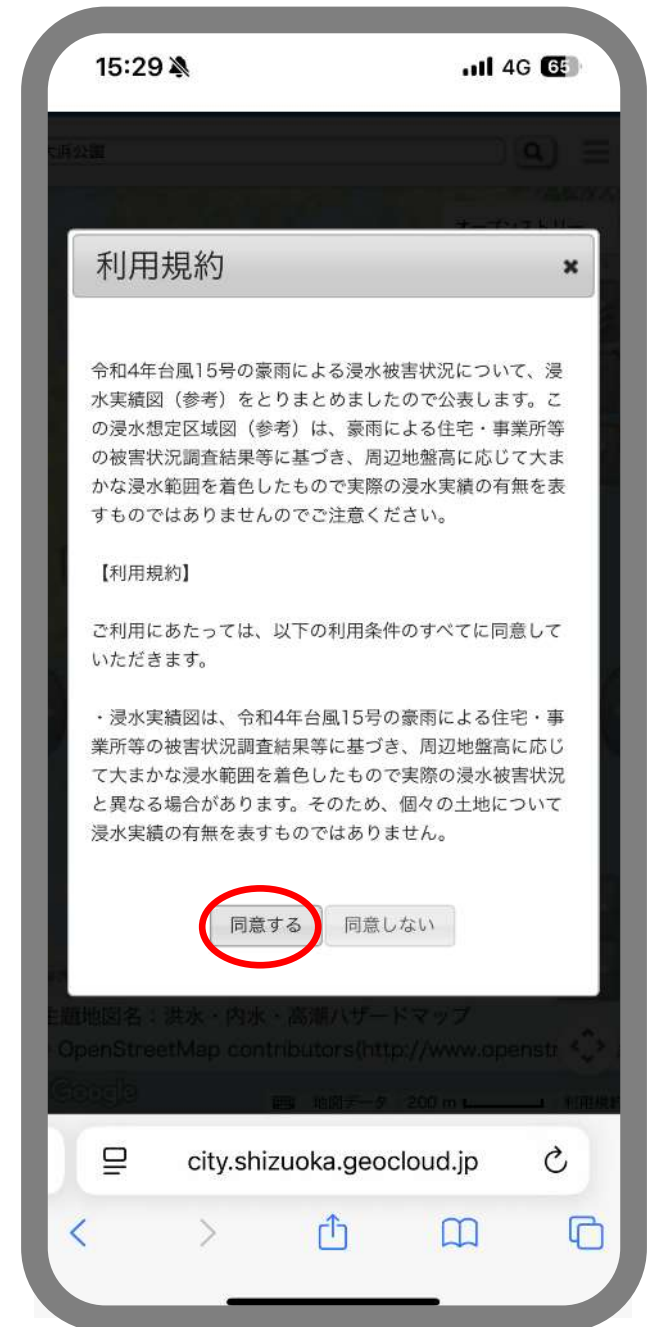 15:29
4G 65
大浜公園
オープンストリー
利用規約
令和4年台風15号の豪雨による浸水被害状況について、浸
水実績図（参考）をとりまとめましたので公表します。こ
の浸水想定区域図（参考）は、豪雨による住宅・事業所等
の被害状況調査結果等に基づき、周辺地盤高に応じて大ま
かな浸水範囲を着色したもので実際の浸水実績の有無を表
すものではありませんのでご注意ください。
【利用規約】
ご利用にあたっては、以下の利用条件のすべてに同意して
いただきます。
・浸水実績図は、令和4年台風15号の豪雨による住宅・事
業所等の被害状況調査結果等に基づき、周辺地盤高に応じ
て大まかな浸水範囲を着色したもので実際の浸水被害状況
と異なる場合があります。そのため、個々の土地について
浸水実績の有無を表すものではありません。
同意する 同意しない
主題地図名：洪水・内水・高潮ハザードマップ
OpenStreetMap contributors(http://www.openstr
Google 地図データ 200 m 利用規約
city.shizuoka.geocloud.jp